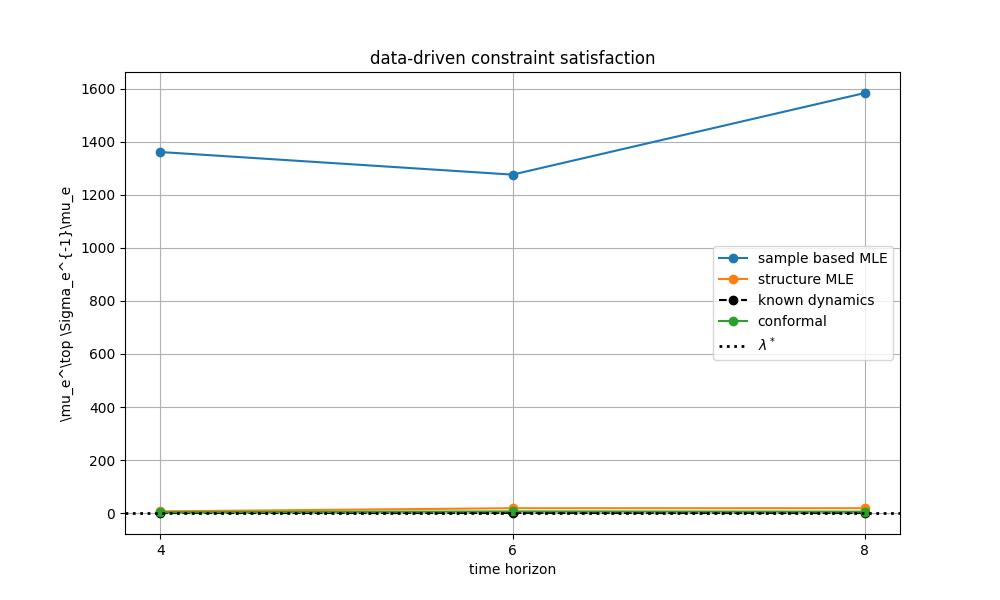 data-driven constraint satisfaction
1600
1400
1200
1000
800
600
400
200
0
\mu_e^\top \Sigma_e^{-1}\mu_e
sample based MLE
structure MLE
known dynamics
conformal
λ*
4 6 8
time horizon